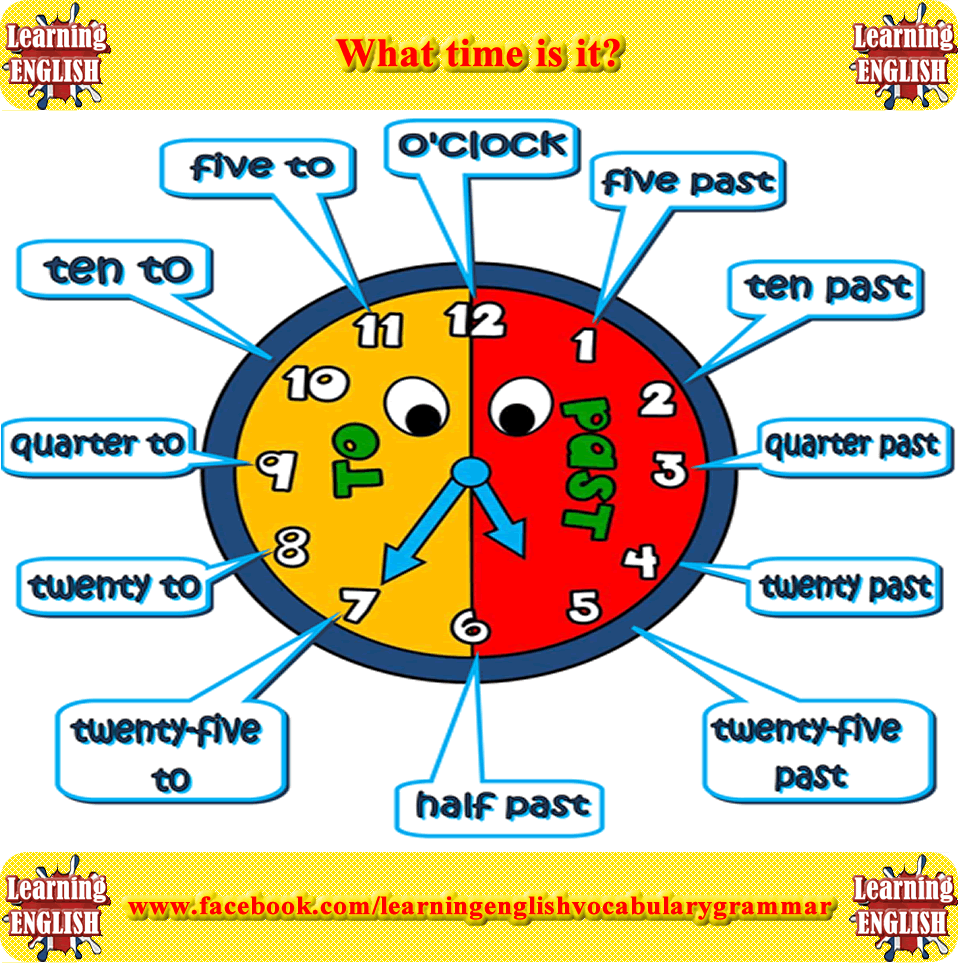 Learning
ENGLISH
What time is it?
Learning
ENGLISH
o'clock
five to
five past
ten to
ten past
11
12
1
10
2
quarter to
TO
PAST
quarter past
9
3
8
4
twenty to
twenty past
7
6
5
twenty-five
to
twenty-five
past
half past
Learning
ENGLISH
www.facebook.com/learningenglishvocabularygrammar
Learning
ENGLISH